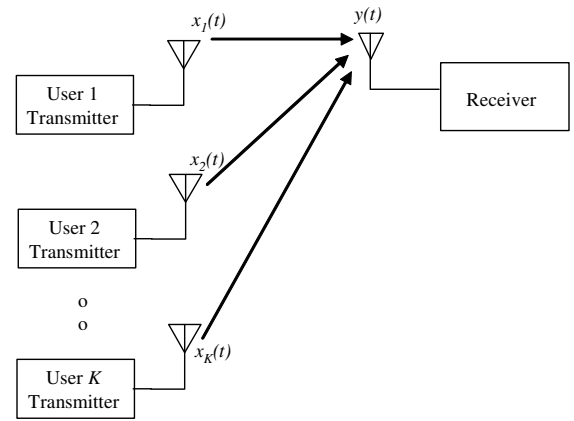 x1(t)
y(t)
User 1
Transmitter
Receiver
x2(t)
User 2
Transmitter
o
o
xK(t)
User K
Transmitter